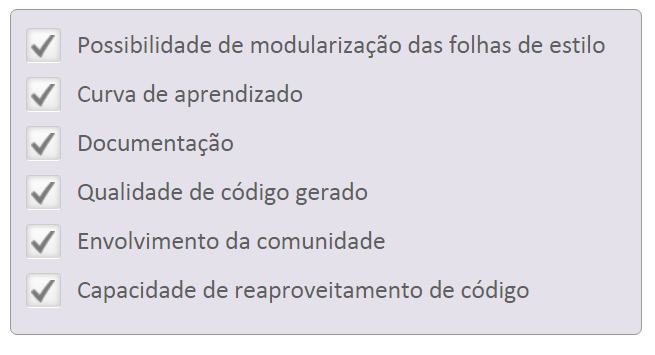 Possibilidade de modularização das folhas de estilo
Curva de aprendizado
Documentação
Qualidade de código gerado
Envolvimento da comunidade
Capacidade de reaproveitamento de código